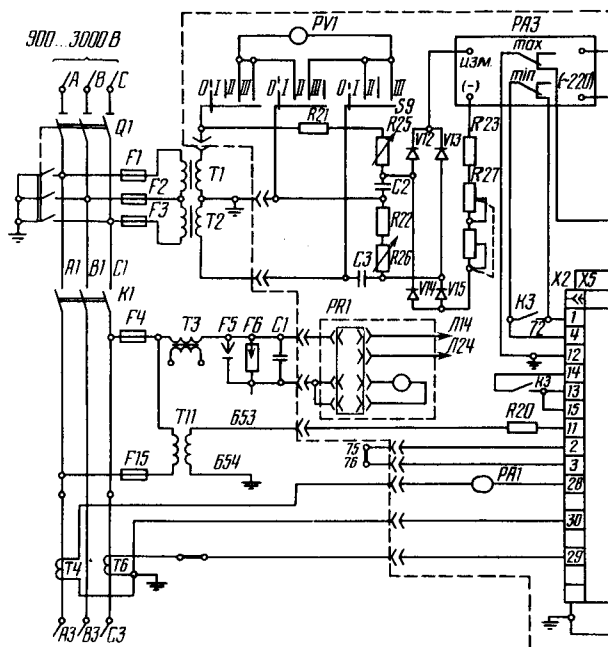 900...3000 В
A B C
Q1
F1
F2
F3
T1
T2
PV1
0 I II III
0 I II III
0 I II III
S9
R21
R25
C2
R22
R26
C3
V12 V13
V14 V15
PA3
изм.
(-)
max
min
(~220)
R23
R27
A1 B1 C1
K1
F4
T3
F5 F6 C1
PR1
Л14
Л24
T11
Б53
Б54
F15
75
76
PA1
R20
K3
72
K3
X2 X5
1
4
12
14
13
15
11
2
3
28
30
29
T4
T6
A3 B3 C3